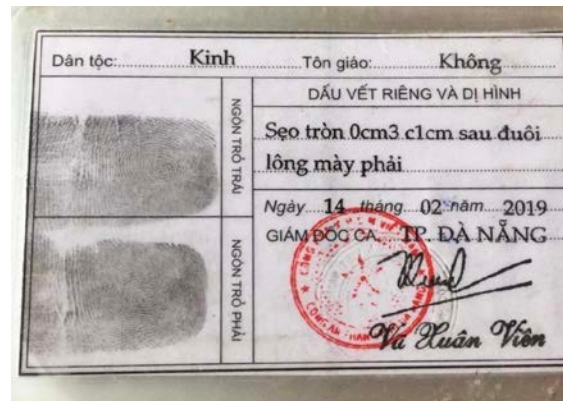 Dân tộc: Kinh Tôn giáo: Không
NGÓN TRỎ TRÁI
DẤU VẾT RIÊNG VÀ DỊ HÌNH
Sẹo tròn 0cm3 c1cm sau đuôi
lông mày phải
Ngày 14 tháng 02 năm 2019
GIÁM ĐỐC CA TP. ĐÀ NẴNG
NGÓN TRỎ PHẢI
Vũ Xuân Viên